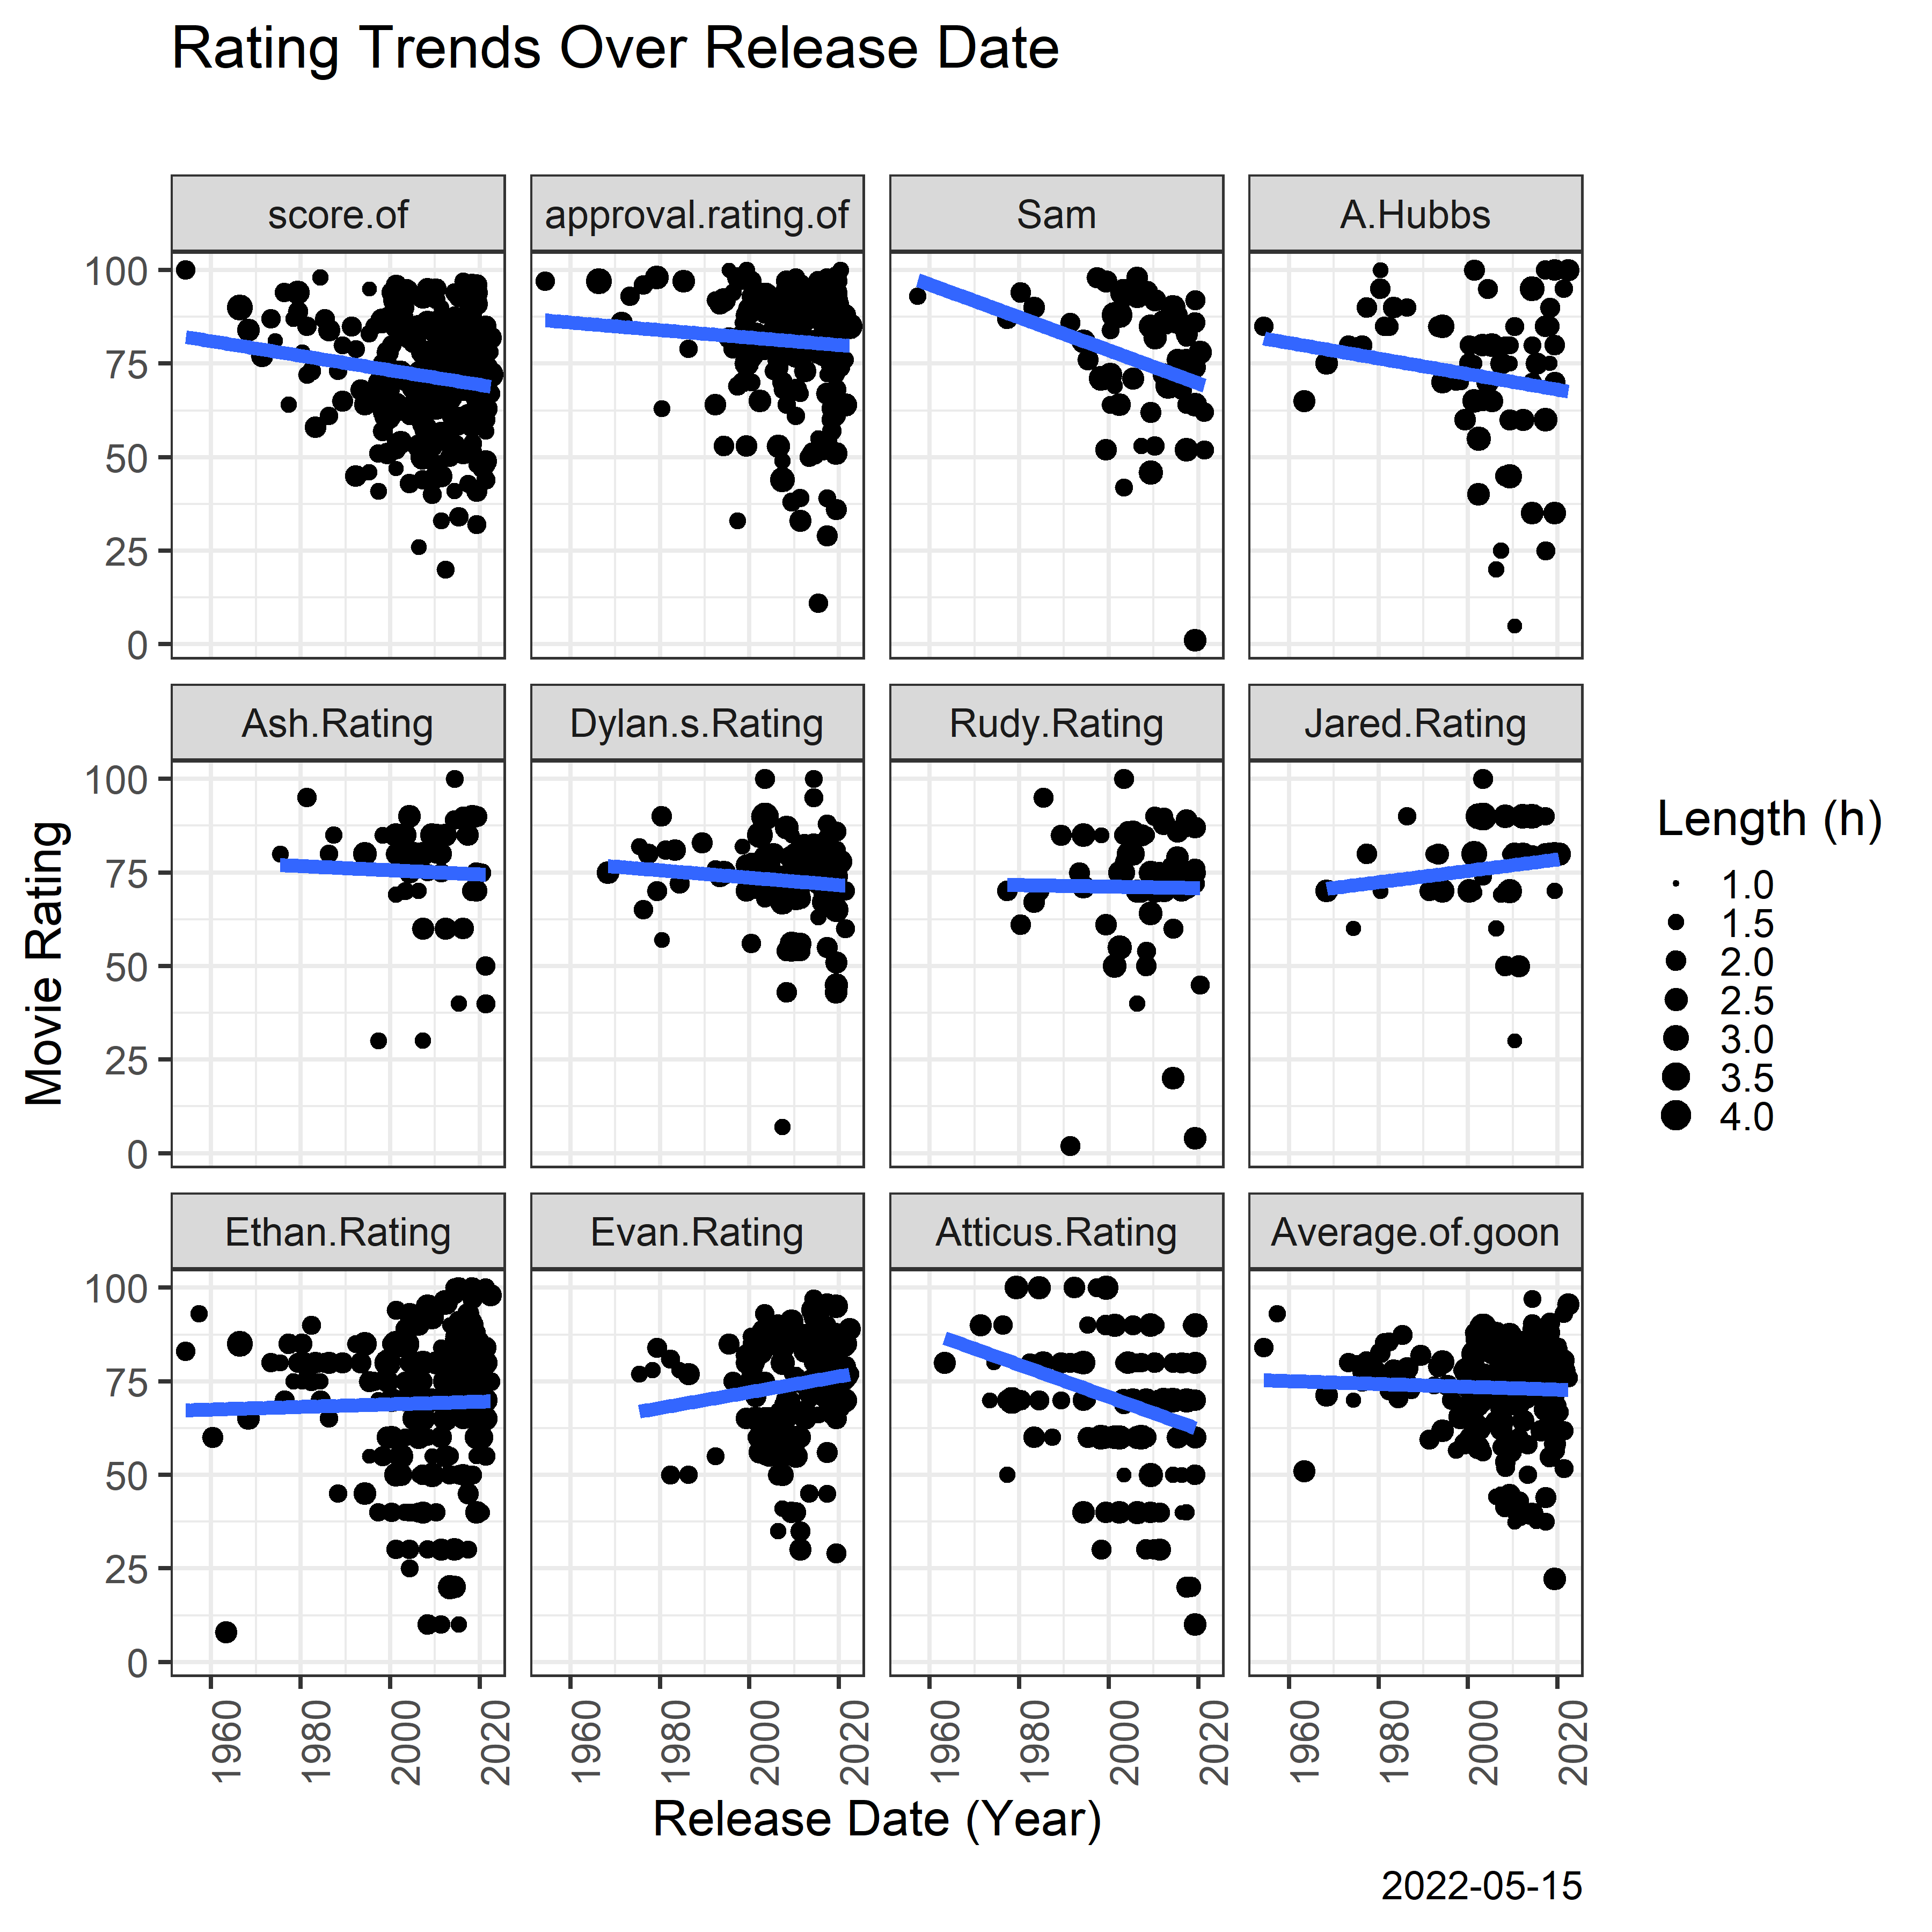 Rating Trends Over Release Date
score.of
approval.rating.of
Sam
A.Hubbs
100
75
50
25
0
Ash.Rating
Dylan.s.Rating
Rudy.Rating
Jared.Rating
100
75
50
25
0
Ethan.Rating
Evan.Rating
Atticus.Rating
Average.of.goon
100
75
50
25
0
1960
1980
2000
2020
1960
1980
2000
2020
1960
1980
2000
2020
1960
1980
2000
2020
Movie Rating
Release Date (Year)
Length (h)
1.0
1.5
2.0
2.5
3.0
3.5
4.0
2022-05-15